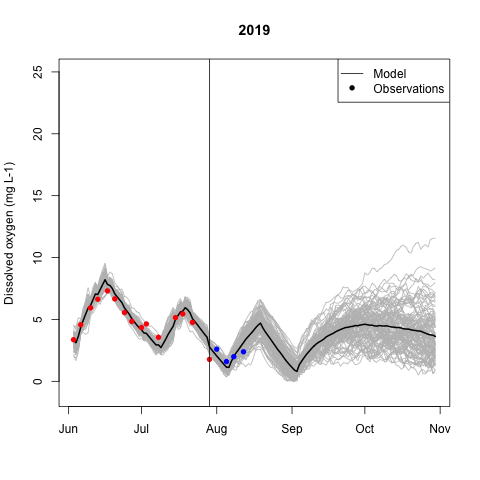 2019
Model
Observations
Dissolved oxygen (mg L-1)
25
20
15
10
5
0
Jun Jul Aug Sep Oct Nov